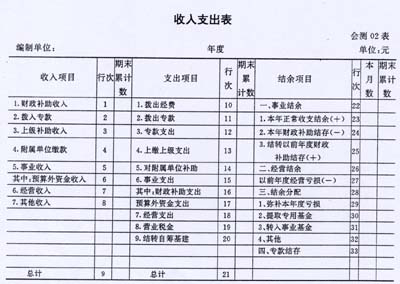 收入支出表
会测 02 表
编制单位: 年度 单位:元
收入项目 行次 期末累计数 支出项目 行次 期末累计数 结余项目 行次 本月数 期末累计数
1.财政补助收入 1 1.拨出经费 10 一、事业结余 22
2.拨入专款 2 2.拨出专款 11 1.本年正常收支结余(+) 23
3.上级补助收入 3 3.专款支出 12 2.本年财政补助结存(-) 24
4.附属单位缴款 4 4.上缴上级支出 13 3.结转以前年度财政补助结存(+) 25
5.事业收入 5 5.对附属单位补助 14 二、经营结余 26
其中:预算外资金收入 6 6.事业支出 15 以前年度经营亏损(-) 27
6.经营收入 7 其中:财政补助支出 16 三、结余分配 28
7.其他收入 8 预算外资金支出 17 1.弥补本年度亏损 29
7.经营支出 18 2.提取专用基金 30
8.营业税金 19 3.转入事业基金 31
9.结转自筹基建 20 4.其他 32
四、专款结存 33
总计 9 总计 21